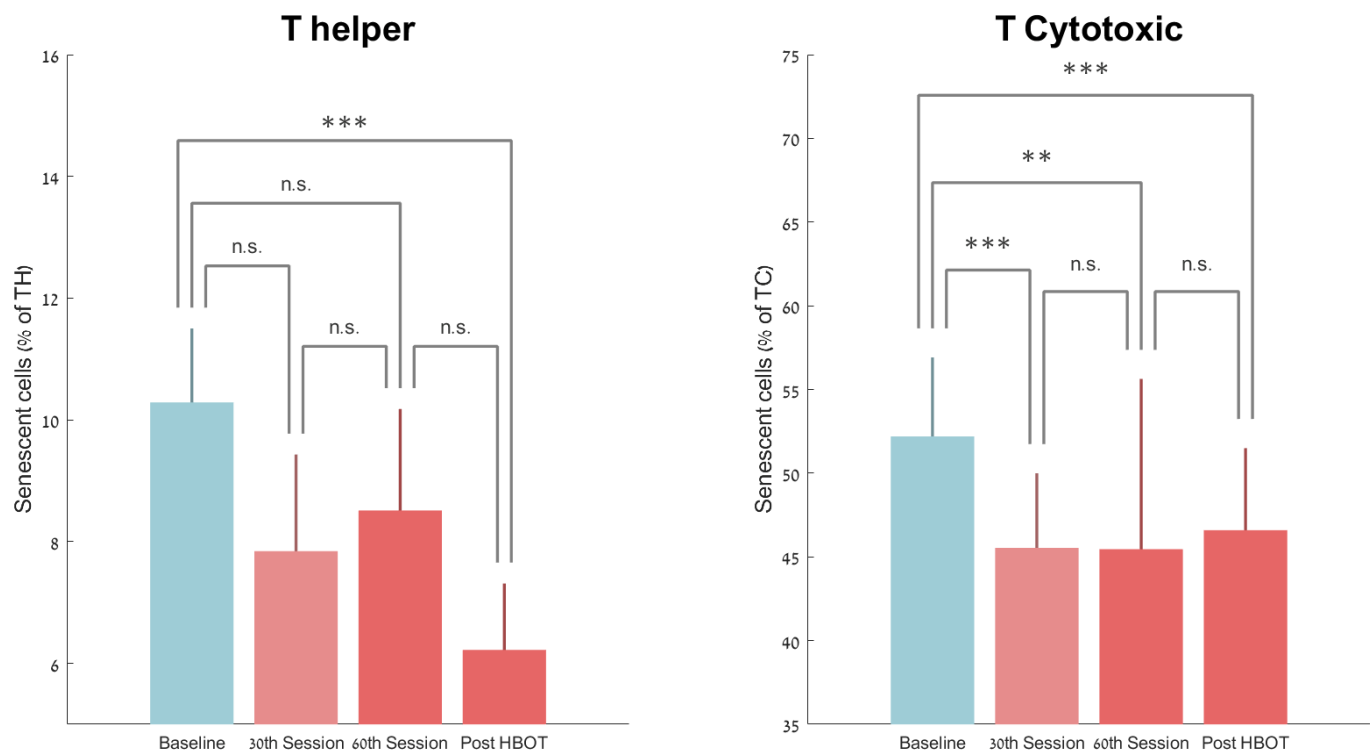 T helper
16
14
12
10
8
6
Senescent cells (% of TH)
***
n.s.
n.s.
n.s.
n.s.
Baseline
30th Session
60th Session
Post HBOT
T Cytotoxic
75
70
65
60
55
50
45
40
35
Senescent cells (% of TC)
***
**
***
n.s.
n.s.
Baseline
30th Session
60th Session
Post HBOT